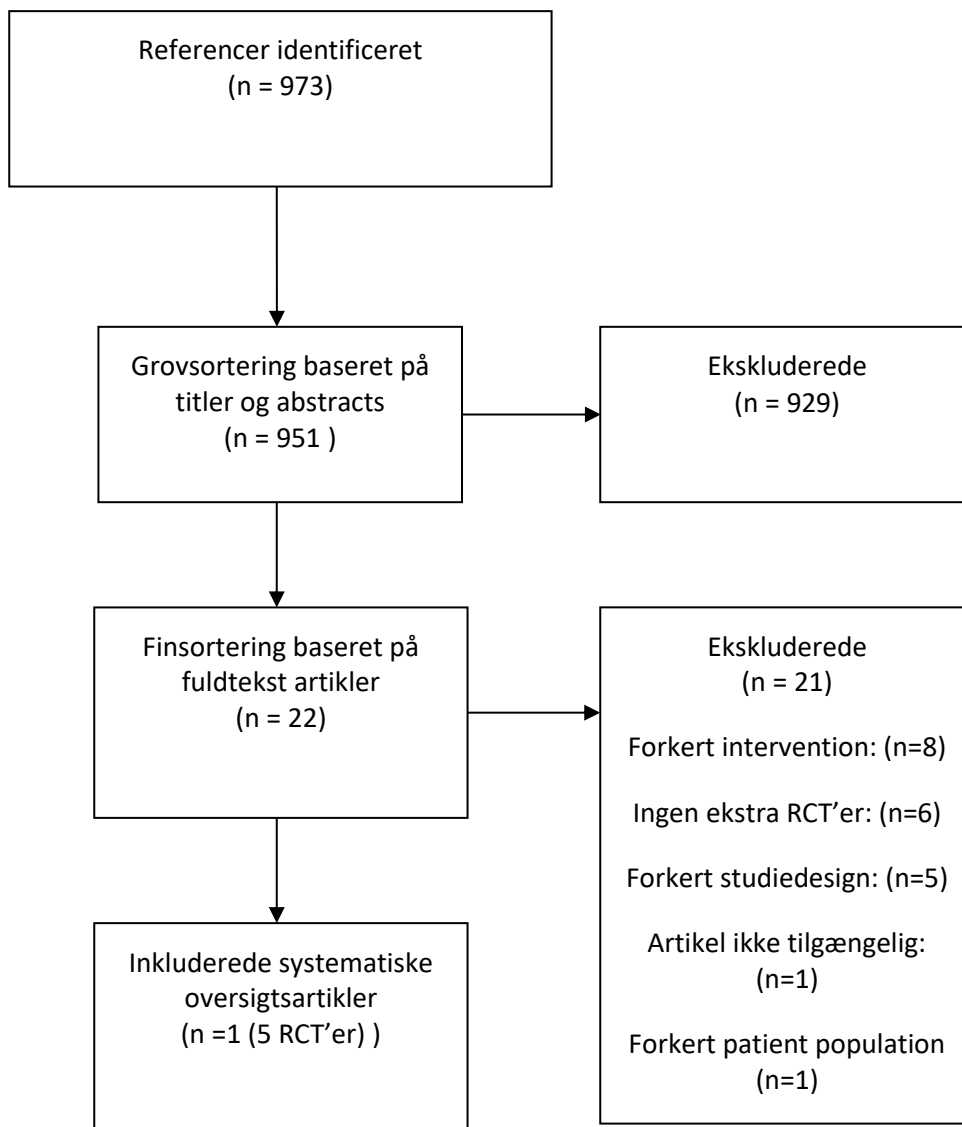 Referencer identificeret
(n = 973)
Grovsortering baseret på
titler og abstracts
(n = 951 )
Ekskluderede
(n = 929)
Finsortering baseret på
fuldtekst artikler
(n = 22)
Ekskluderede
(n = 21)
Forkert intervention: (n=8)
Ingen ekstra RCT’er: (n=6)
Forkert studiedesign: (n=5)
Artikel ikke tilgængelig:
(n=1)
Forkert patient population
(n=1)
Inkluderede systematiske
oversigtsartikler
(n =1 (5 RCT’er) )